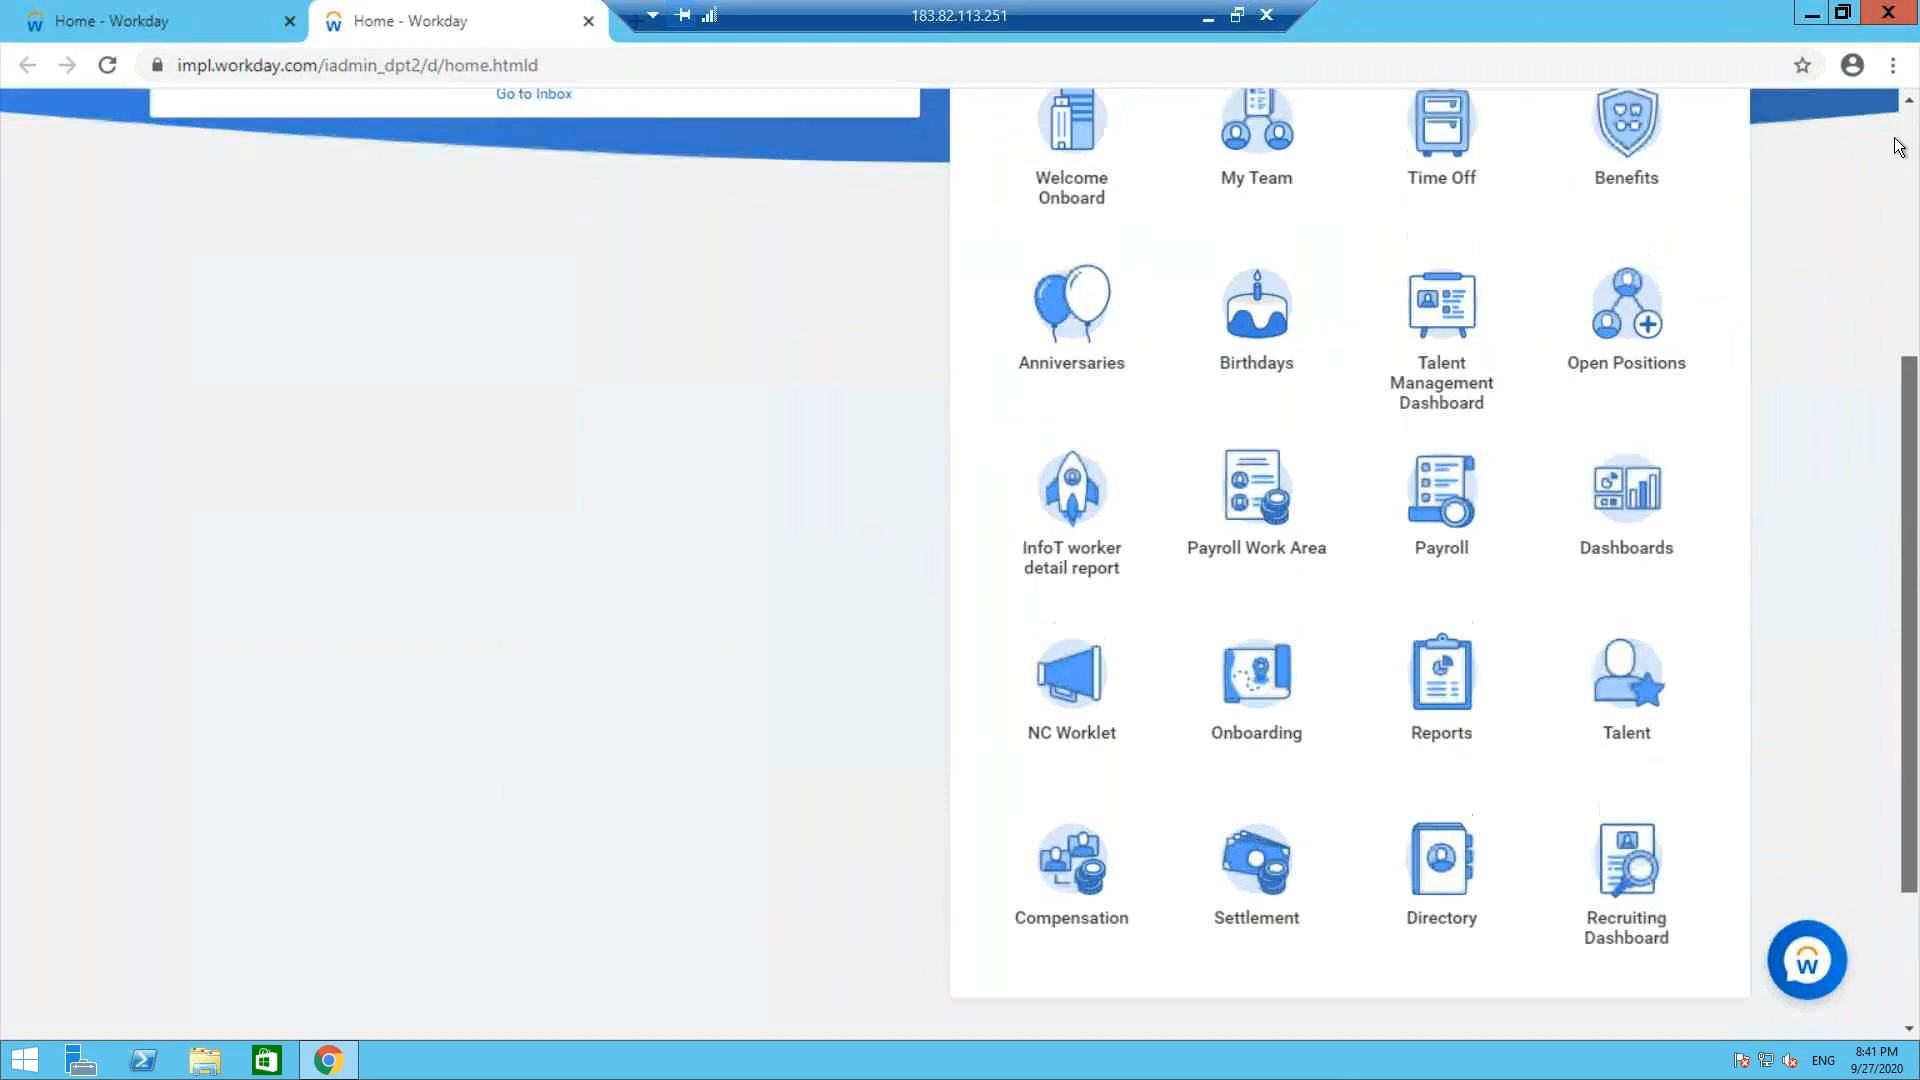 Home - Workday
Home - Workday
183.82.113.251
impl.workday.com/iadmin_dpt2/d/home.htmld
Go to Inbox
Welcome
Onboard
My Team
Time Off
Benefits
Anniversaries
Birthdays
Talent
Management
Dashboard
Open Positions
InfoT worker
detail report
Payroll Work Area
Payroll
Dashboards
NC Worklet
Onboarding
Reports
Talent
Compensation
Settlement
Directory
Recruiting
Dashboard
W
ENG
8:41 PM
9/27/2020